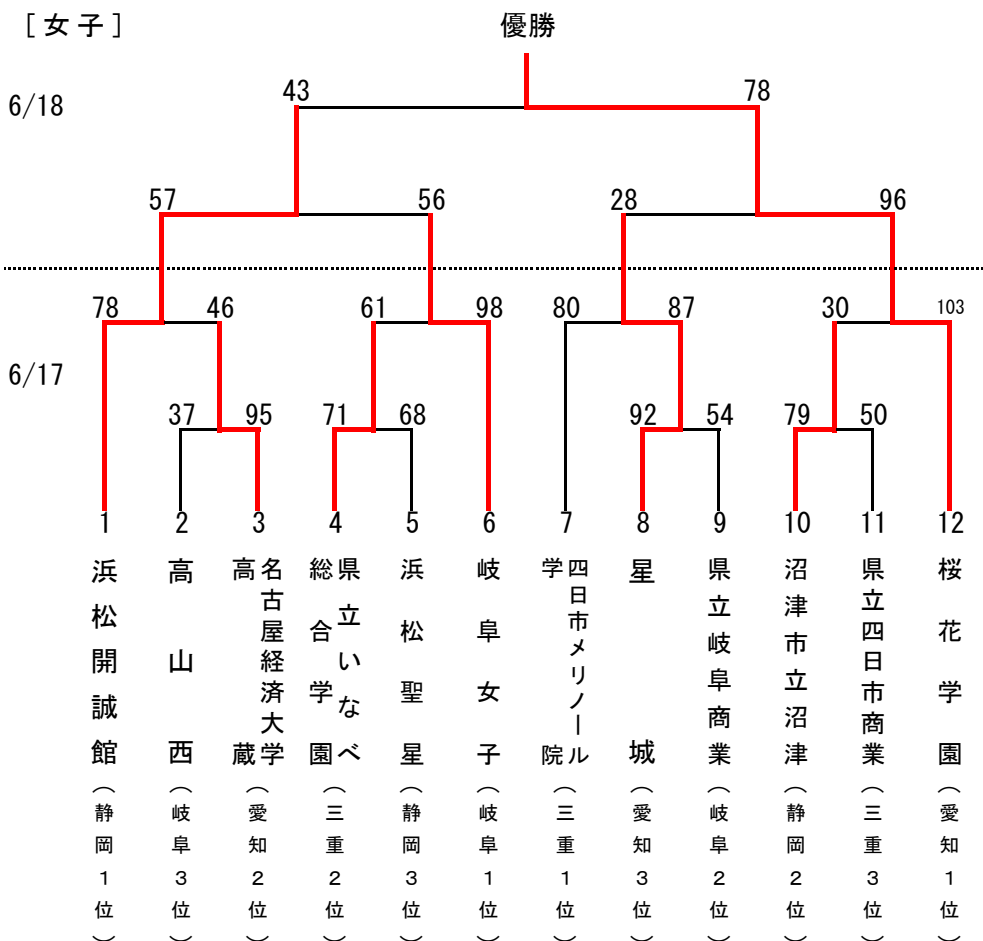 [女子]
優勝
6/18
43
78
57
56
28
96
78
46
61
98
80
87
30
103
6/17
37
95
71
68
92
54
79
50
1
2
3
4
5
6
7
8
9
10
11
12
浜松開誠館(静岡1位)
高山西(岐阜3位)
名古屋経済大学
高蔵(愛知2位)
県立いなべ
総合学園(三重2位)
浜松聖星(静岡3位)
岐阜女子(岐阜1位)
四日市メリノール
学院(三重1位)
星城(愛知3位)
県立岐阜商業(岐阜2位)
沼津市立沼津(静岡2位)
県立四日市商業(三重3位)
桜花学園(愛知1位)